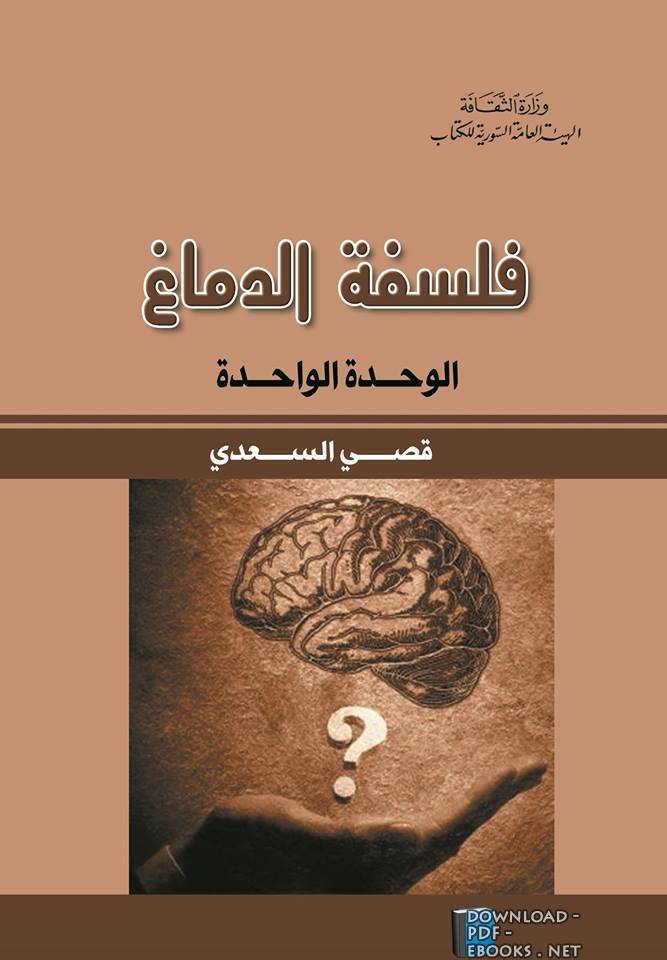 وزارة الثقافة
الهيئة العامة السورية للكتاب
فلسفة الدماغ
الوحدة الواحدة
قصي السعدي
?
DOWNLOAD -
PDF -
EBOOKS . NET